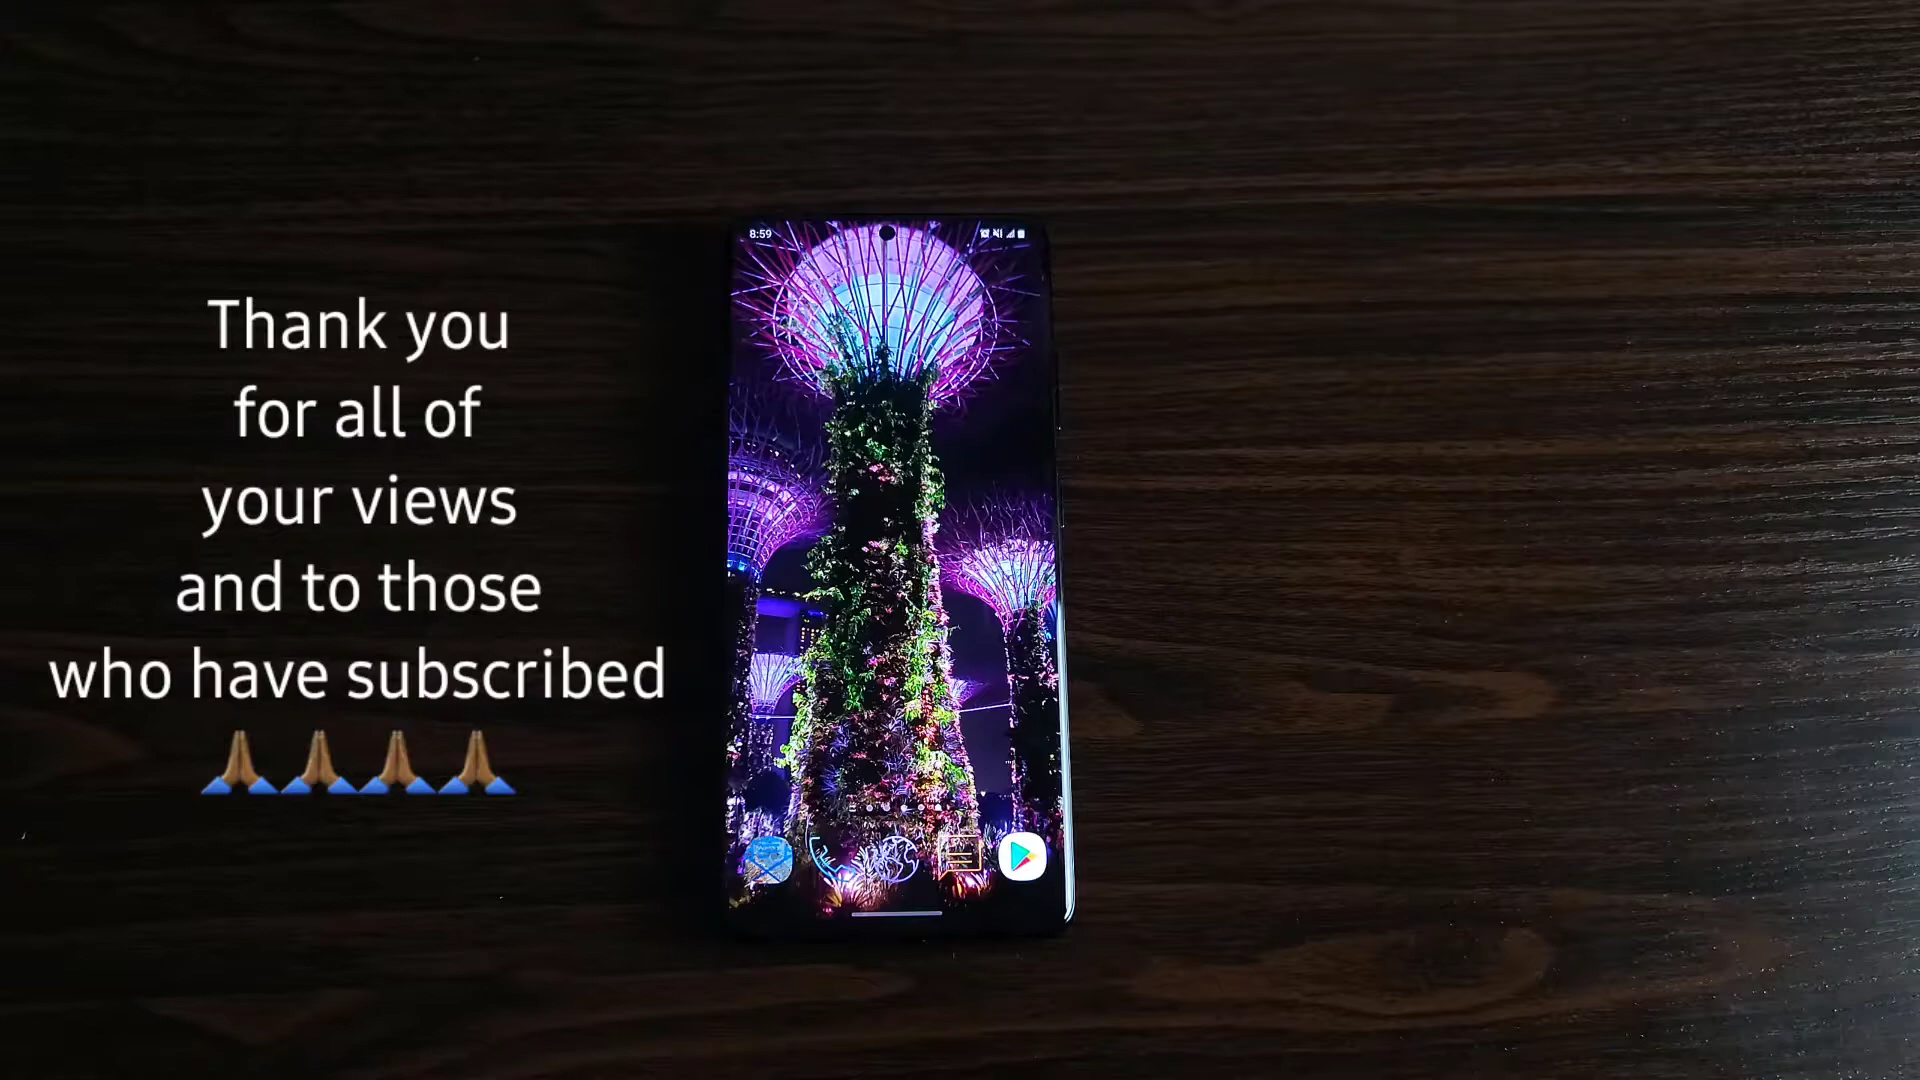 Thank you
for all of
your views
and to those
who have subscribed
🙏🏽🙏🏽🙏🏽🙏🏽
8:59